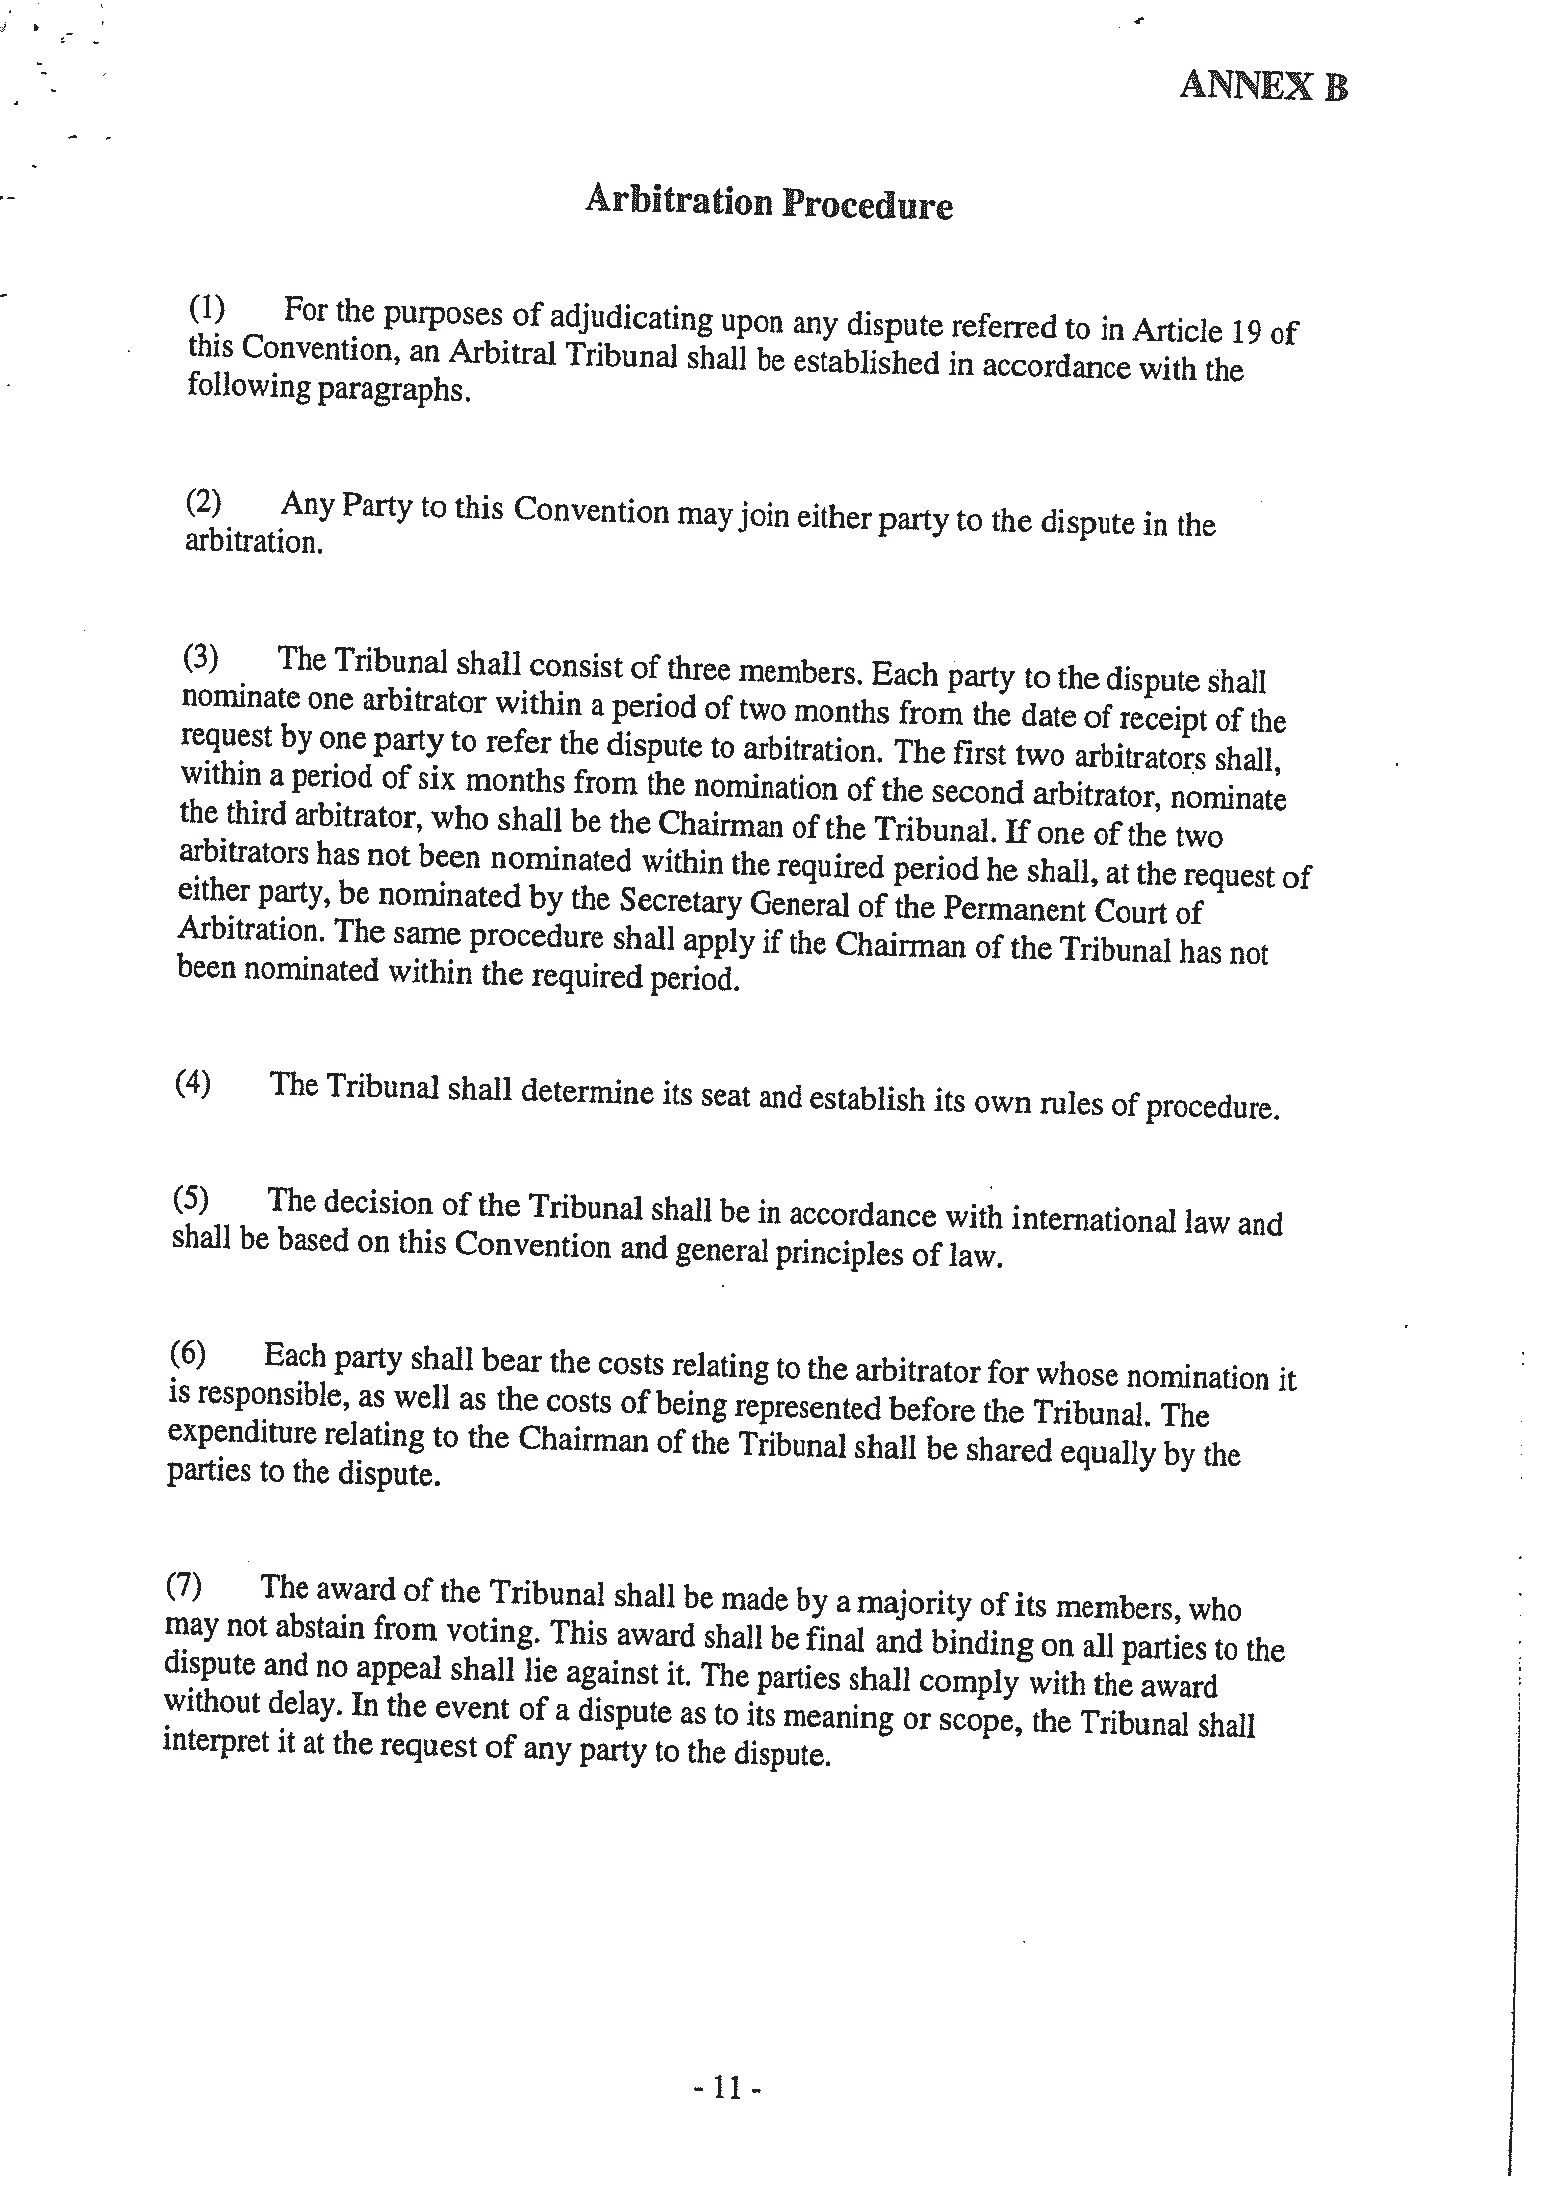 ANNEX B
Arbitration Procedure
(1) For the purposes of adjudicating upon any dispute referred to in Article 19 of
this Convention, an Arbitral Tribunal shall be established in accordance with the
following paragraphs.
(2) Any Party to this Convention may join either party to the dispute in the
arbitration.
(3) The Tribunal shall consist of three members. Each party to the dispute shall
nominate one arbitrator within a period of two months from the date of receipt of the
request by one party to refer the dispute to arbitration. The first two arbitrators shall,
within a period of six months from the nomination of the second arbitrator, nominate
the third arbitrator, who shall be the Chairman of the Tribunal. If one of the two
arbitrators has not been nominated within the required period he shall, at the request of
either party, be nominated by the Secretary General of the Permanent Court of
Arbitration. The same procedure shall apply if the Chairman of the Tribunal has not
been nominated within the required period.
(4) The Tribunal shall determine its seat and establish its own rules of procedure.
(5) The decision of the Tribunal shall be in accordance with international law and
shall be based on this Convention and general principles of law.
(6) Each party shall bear the costs relating to the arbitrator for whose nomination it
is responsible, as well as the costs of being represented before the Tribunal. The
expenditure relating to the Chairman of the Tribunal shall be shared equally by the
parties to the dispute.
(7) The award of the Tribunal shall be made by a majority of its members, who
may not abstain from voting. This award shall be final and binding on all parties to the
dispute and no appeal shall lie against it. The parties shall comply with the award
without delay. In the event of a dispute as to its meaning or scope, the Tribunal shall
interpret it at the request of any party to the dispute.
- 11 -